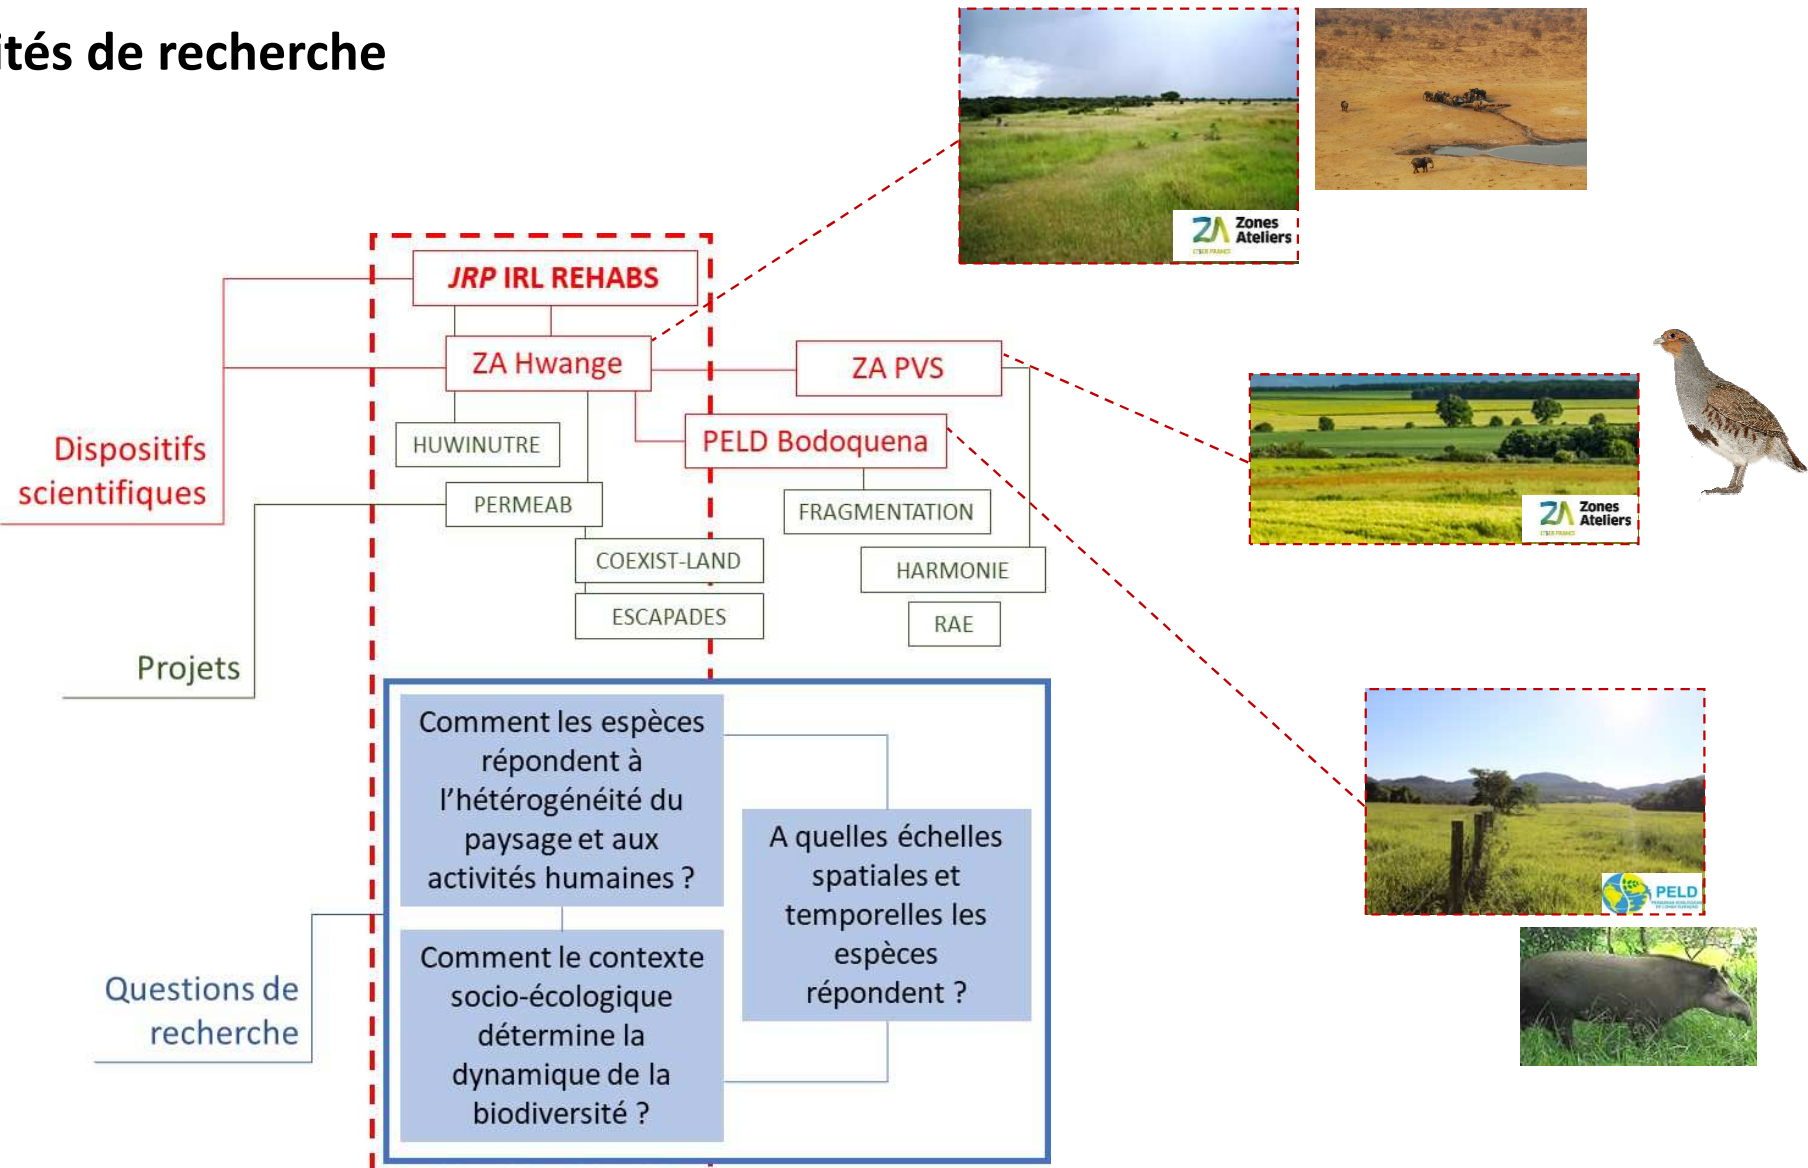 ités de recherche
Zones
Ateliers
JRP IRL REHABS
ZA Hwange
ZA PVS
Dispositifs
scientifiques
HUWINUTRE
PELD Bodoquena
PERMEAB
FRAGMENTATION
COEXIST-LAND
HARMONIE
ESCAPADES
RAE
Zones
Ateliers
Projets
Comment les espèces
répondent à
l'hétérogénéité du
paysage et aux
activités humaines ?
A quelles échelles
spatiales et
temporelles les
espèces
répondent ?
PELD
Questions de
recherche
Comment le contexte
socio-écologique
détermine la
dynamique de la
biodiversité ?